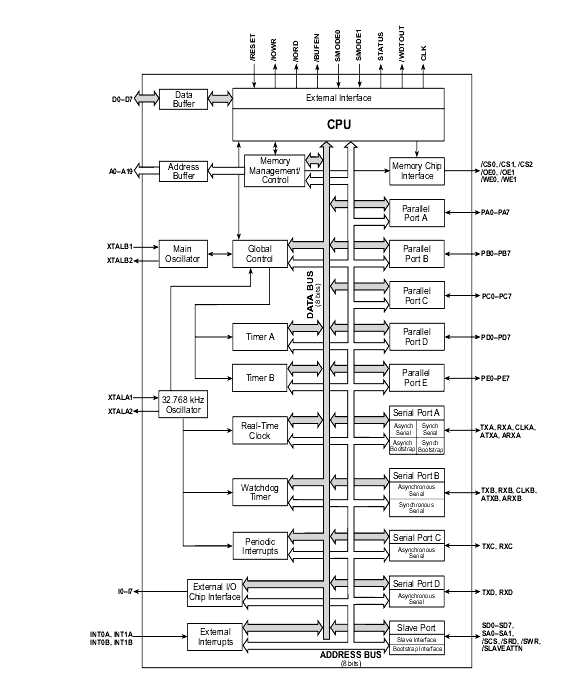 /RESET
/IOWR
/IORD
/BUFEN
SMODE0
SMODE1
STATUS
/WDTOUT
CLK
D0–D7
Data
Buffer
External Interface
CPU
A0–A19
Address
Buffer
Memory
Management/
Control
Memory Chip
Interface
/CS0, /CS1, /CS2
/OE0, /OE1
/WE0, /WE1
Parallel
Port A
PA0–PA7
XTALB1
XTALB2
Main
Oscillator
Global
Control
Parallel
Port B
PB0–PB7
DATA BUS
(8 bits)
Parallel
Port C
PC0–PC7
Timer A
Parallel
Port D
PD0–PD7
Timer B
Parallel
Port E
PE0–PE7
XTALA1
XTALA2
32.768 kHz
Oscillator
Real-Time
Clock
Serial Port A
Asynch
Serial
Synch
Serial
Asynch
Bootstrap
Synch
Bootstrap
TXA, RXA, CLKA,
ATXA, ARXA
Watchdog
Timer
Serial Port B
Asynchronous
Serial
Synchronous
Serial
TXB, RXB, CLKB,
ATXB, ARXB
Periodic
Interrupts
Serial Port C
Asynchronous
Serial
TXC, RXC
I0–I7
External I/O
Chip Interface
Serial Port D
Asynchronous
Serial
TXD, RXD
INT0A, INT1A
INT0B, INT1B
External
Interrupts
Slave Port
Slave Interface
Bootstrap Interface
SD0–SD7,
SA0–SA1,
/SCS, /SRD, /SWR,
/SLAVEATTN
ADDRESS BUS
(8 bits)